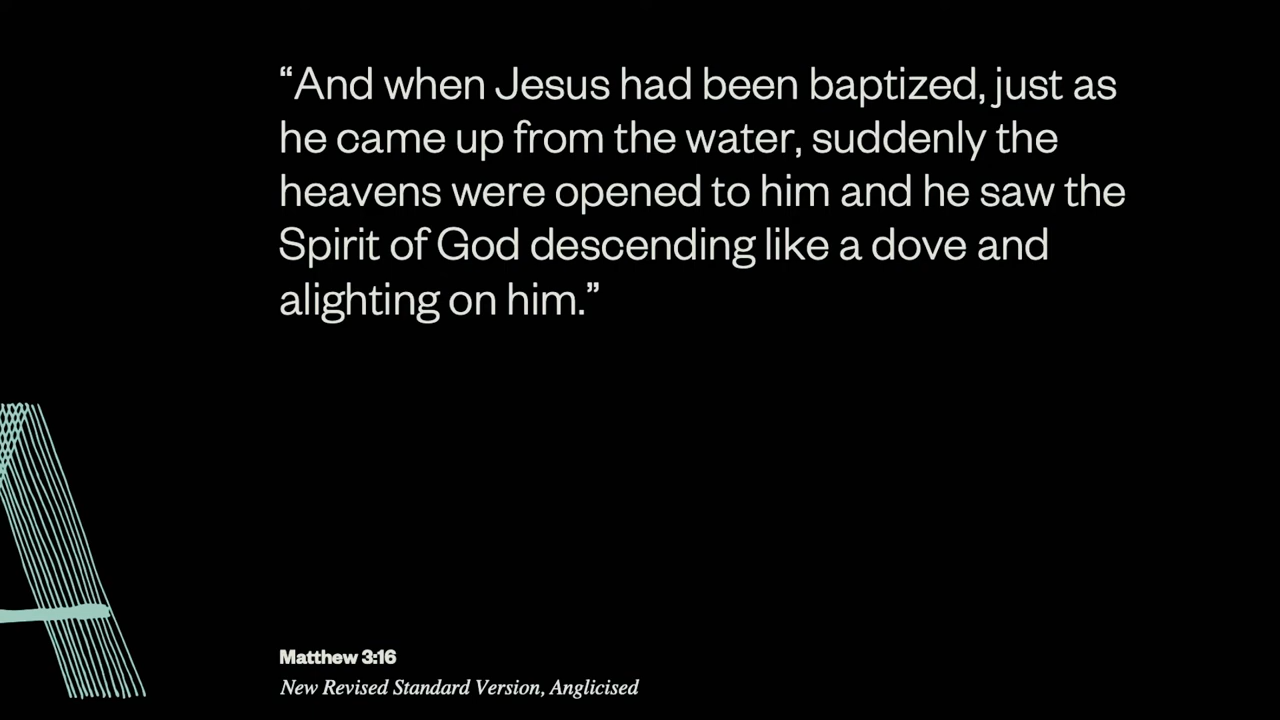 “And when Jesus had been baptized, just as
he came up from the water, suddenly the
heavens were opened to him and he saw the
Spirit of God descending like a dove and
alighting on him.”
Matthew 3:16
New Revised Standard Version, Anglicised